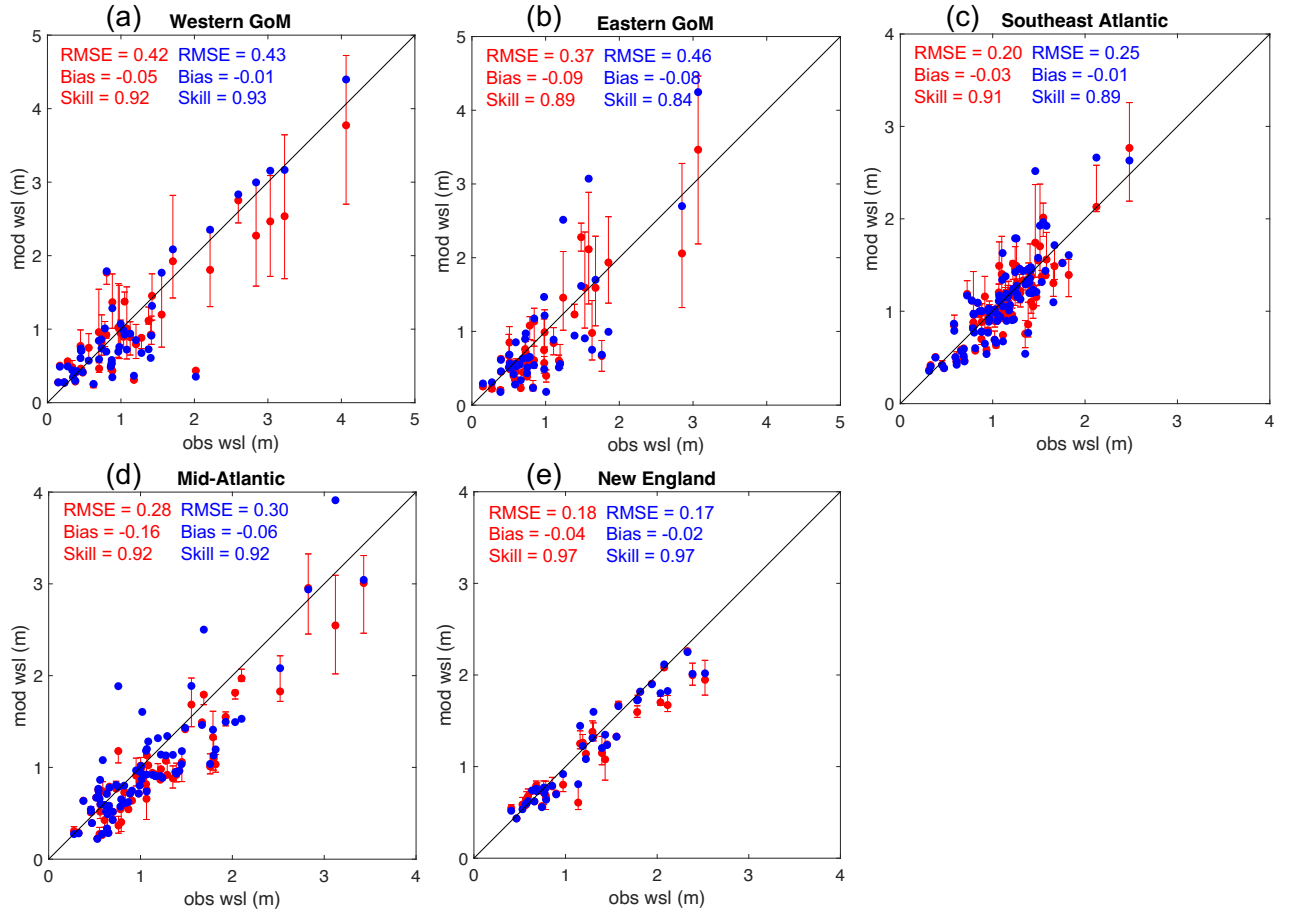 (a)
Western GoM
RMSE = 0.42 RMSE = 0.43
Bias = -0.05 Bias = -0.01
Skill = 0.92 Skill = 0.93
5
4
3
2
1
0
mod wsl (m)
0 1 2 3 4 5
obs wsl (m)
(b)
Eastern GoM
RMSE = 0.37 RMSE = 0.46
Bias = -0.09 Bias = -0.08
Skill = 0.89 Skill = 0.84
5
4
3
2
1
0
mod wsl (m)
0 1 2 3 4 5
obs wsl (m)
(c)
Southeast Atlantic
RMSE = 0.20 RMSE = 0.25
Bias = -0.03 Bias = -0.01
Skill = 0.91 Skill = 0.89
4
3
2
1
0
mod wsl (m)
0 1 2 3 4
obs wsl (m)
(d)
Mid-Atlantic
RMSE = 0.28 RMSE = 0.30
Bias = -0.16 Bias = -0.06
Skill = 0.92 Skill = 0.92
4
3
2
1
0
mod wsl (m)
0 1 2 3 4
obs wsl (m)
(e)
New England
RMSE = 0.18 RMSE = 0.17
Bias = -0.04 Bias = -0.02
Skill = 0.97 Skill = 0.97
4
3
2
1
0
mod wsl (m)
0 1 2 3 4
obs wsl (m)